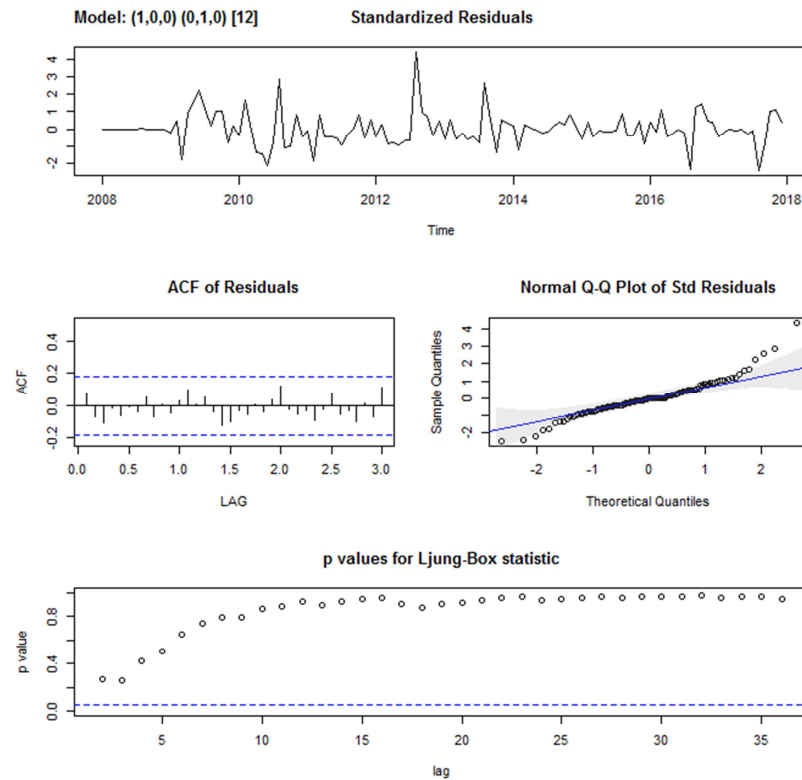 Model: (1,0,0) (0,1,0) [12] Standardized Residuals
4
3
2
1
0
-2
2008 2010 2012 2014 2016 2018
Time
ACF of Residuals
ACF
0.4
0.2
0.0
-0.2
0.0 0.5 1.0 1.5 2.0 2.5 3.0
LAG
Normal Q-Q Plot of Std Residuals
Sample Quantiles
4
3
2
1
0
-2
-2 -1 0 1 2
Theoretical Quantiles
p values for Ljung-Box statistic
p value
0.8
0.4
0.0
5 10 15 20 25 30 35
lag